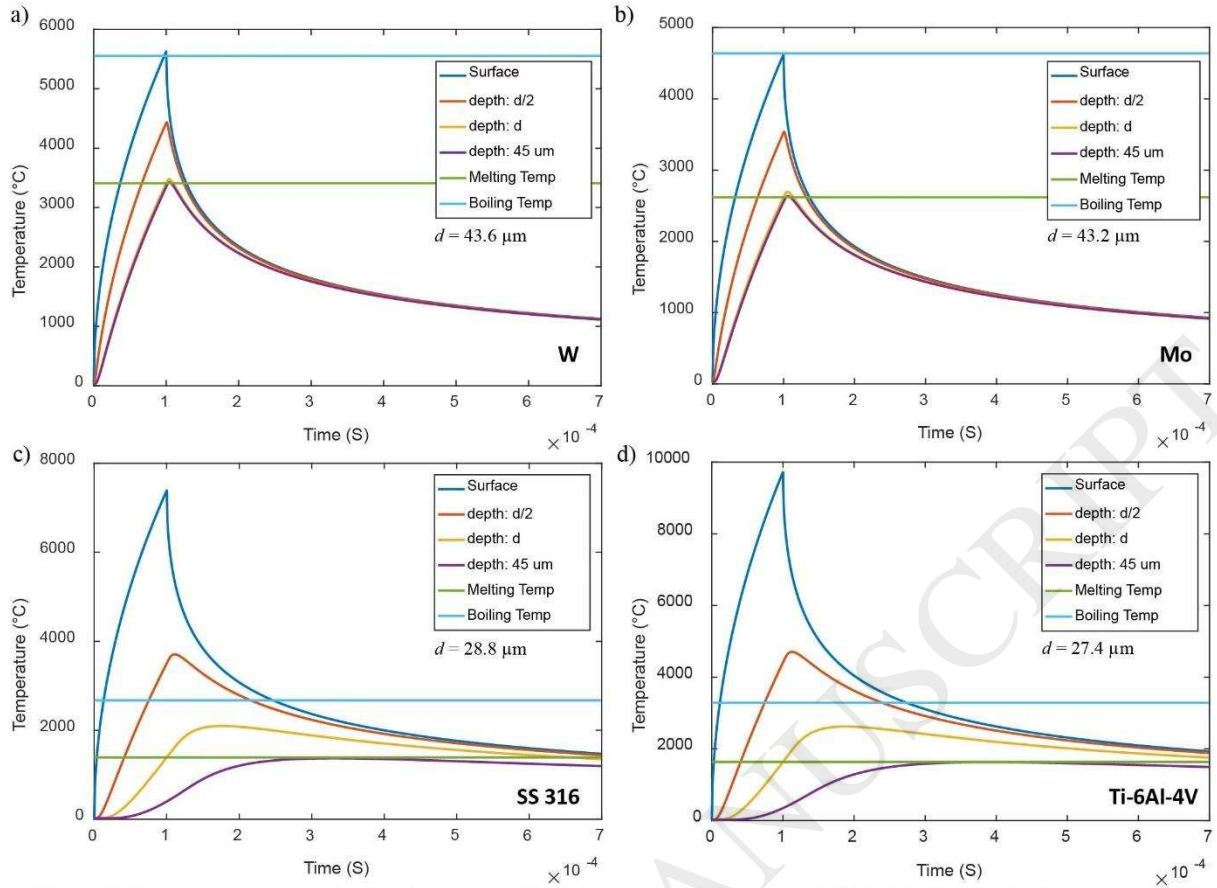 a)
6000
5000
4000
3000
2000
1000
0
Temperature (°C)
Surface
depth: d/2
depth: d
depth: 45 um
Melting Temp
Boiling Temp
d = 43.6 μm
W
0 1 2 3 4 5 6 7
Time (S)
× 10⁻⁴
b)
5000
4000
3000
2000
1000
0
Temperature (°C)
Surface
depth: d/2
depth: d
depth: 45 um
Melting Temp
Boiling Temp
d = 43.2 μm
Mo
0 1 2 3 4 5 6 7
Time (S)
× 10⁻⁴
c)
8000
6000
4000
2000
0
Temperature (°C)
Surface
depth: d/2
depth: d
depth: 45 um
Melting Temp
Boiling Temp
d = 28.8 μm
SS 316
0 1 2 3 4 5 6 7
Time (S)
× 10⁻⁴
d)
10000
8000
6000
4000
2000
0
Temperature (°C)
Surface
depth: d/2
depth: d
depth: 45 um
Melting Temp
Boiling Temp
d = 27.4 μm
Ti-6Al-4V
0 1 2 3 4 5 6 7
Time (S)
× 10⁻⁴
ANUSCRIPT